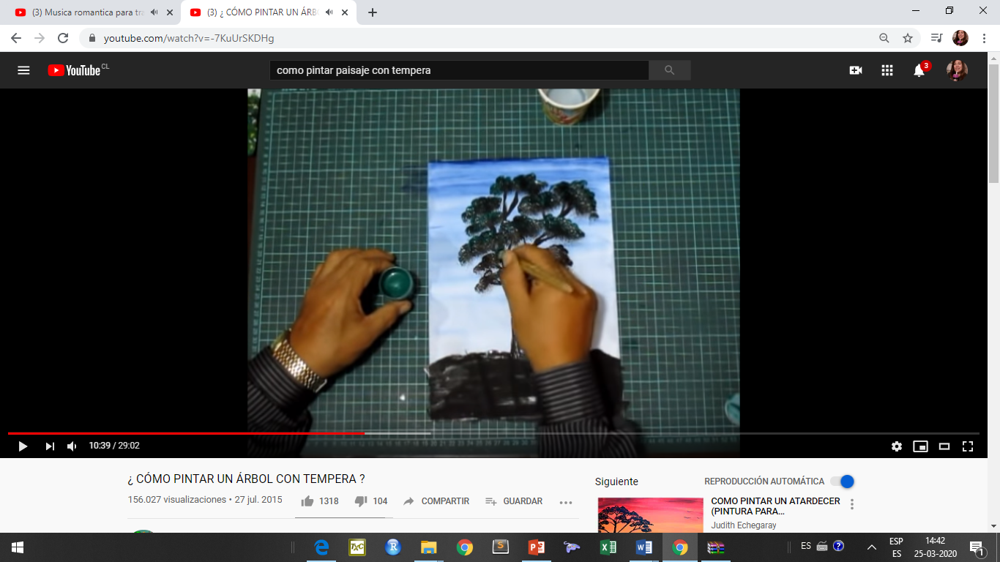 (3) Musica romantica para tra
(3) ¿ CÓMO PINTAR UN ÁRBO
youtube.com/watch?v=-7KuUrSKDHg
YouTube CL
como pintar paisaje con tempera
3
10:39 / 29:02
¿ CÓMO PINTAR UN ÁRBOL CON TEMPERA ?
156.027 visualizaciones • 27 jul. 2015
1318
104
COMPARTIR
GUARDAR
Siguiente
REPRODUCCIÓN AUTOMÁTICA
COMO PINTAR UN ATARDECER
(PINTURA PARA...
Judith Echegaray
TXC
R
S
ES
ESP
ES
14:42
25-03-2020
1